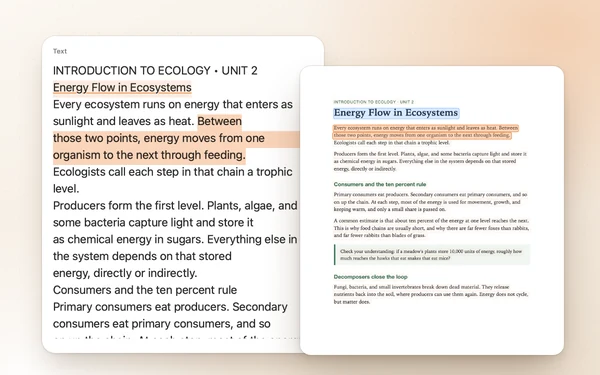 Text
INTRODUCTION TO ECOLOGY • UNIT 2
Energy Flow in Ecosystems
Every ecosystem runs on energy that enters as
sunlight and leaves as heat. Between
those two points, energy moves from one
organism to the next through feeding.
Ecologists call each step in that chain a trophic
level.
Producers form the first level. Plants, algae, and
some bacteria capture light and store it
as chemical energy in sugars. Everything else in
the system depends on that stored
energy, directly or indirectly.
Consumers and the ten percent rule
Primary consumers eat producers. Secondary
consumers eat primary consumers, and so
INTRODUCTION TO ECOLOGY · UNIT 2
Energy Flow in Ecosystems
Every ecosystem runs on energy that enters as sunlight and leaves as heat. Between
those two points, energy moves from one organism to the next through feeding.
Ecologists call each step in that chain a trophic level.
Producers form the first level. Plants, algae, and some bacteria capture light and store it
as chemical energy in sugars. Everything else in the system depends on that stored
energy, directly or indirectly.
Consumers and the ten percent rule
Primary consumers eat producers. Secondary consumers eat primary consumers, and so
on up the chain. At each step, most of the energy is used for movement, growth, and
keeping warm, and only a small share is passed on.
A common estimate is that about ten percent of the energy at one level reaches the next.
This is why food chains are usually short, and why there are far fewer foxes than rabbits,
and far fewer rabbits than blades of grass.
Check your understanding: if a meadow's plants store 10,000 units of energy, roughly how
much reaches the hawks that eat snakes that eat mice?
Decomposers close the loop
Fungi, bacteria, and small invertebrates break down dead material. They release
nutrients back into the soil, where producers can use them again. Energy does not cycle,
but matter does.